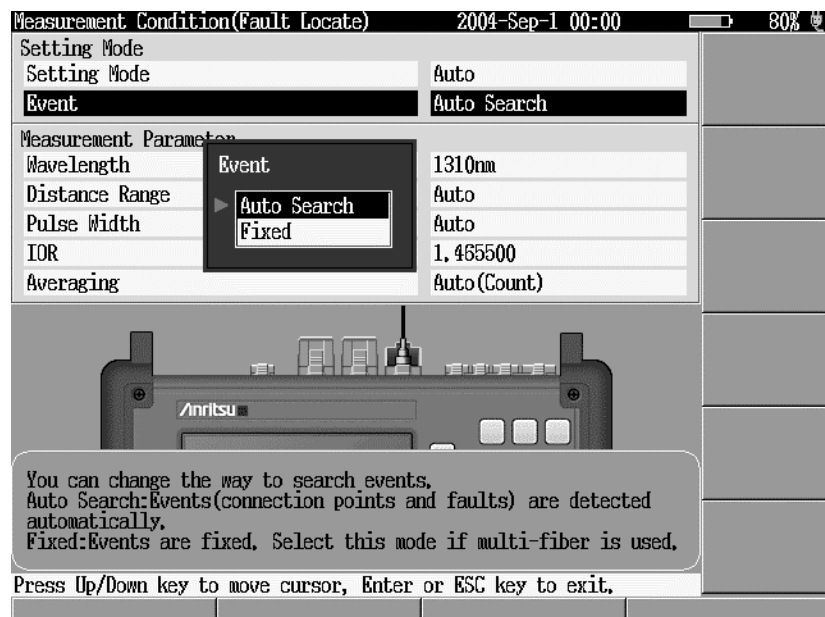 Measurement Condition(Fault Locate) 2004-Sep-1 00:00 80%
Setting Mode
Setting Mode Auto
Event Auto Search
Measurement Parameter
Wavelength 1310nm
Distance Range Auto
Pulse Width Auto
IOR 1.465500
Averaging Auto(Count)
Event
Auto Search
Fixed
Anritsu
You can change the way to search events.
Auto Search:Events(connection points and faults) are detected
automatically.
Fixed:Events are fixed. Select this mode if multi-fiber is used.
Press Up/Down key to move cursor, Enter or ESC key to exit.